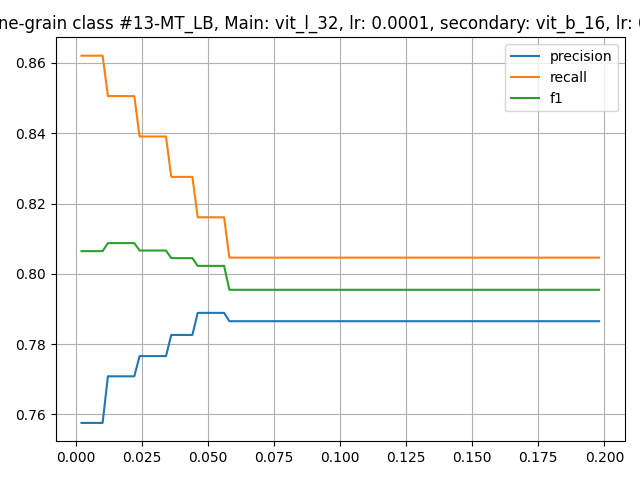 ne-grain class #13-MT_LB, Main: vit_l_32, lr: 0.0001, secondary: vit_b_16, lr:
precision
recall
f1
0.86
0.84
0.82
0.80
0.78
0.76
0.000 0.025 0.050 0.075 0.100 0.125 0.150 0.175 0.200